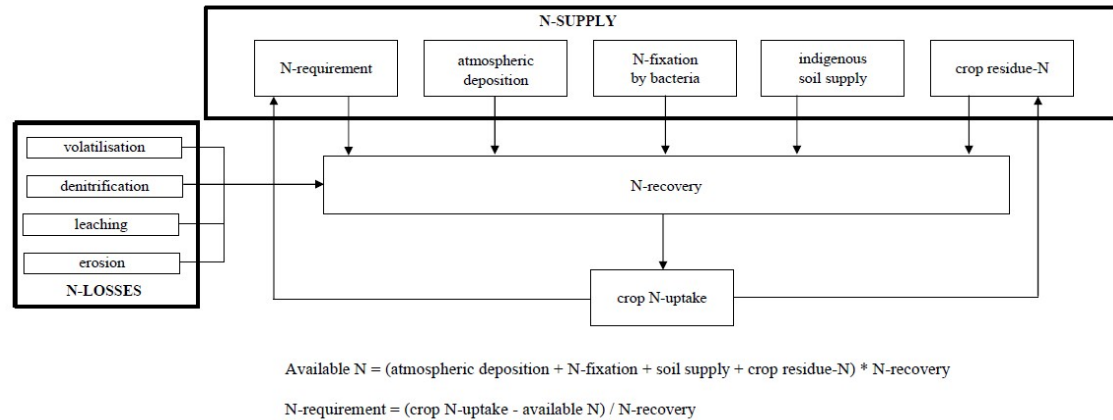 N-SUPPLY
N-requirement
atmospheric
deposition
N-fixation
by bacteria
indigenous
soil supply
crop residue-N
volatilisation
denitrification
leaching
erosion
N-LOSSES
N-recovery
crop N-uptake
Available N = (atmospheric deposition + N-fixation + soil supply + crop residue-N) * N-recovery
N-requirement = (crop N-uptake - available N) / N-recovery